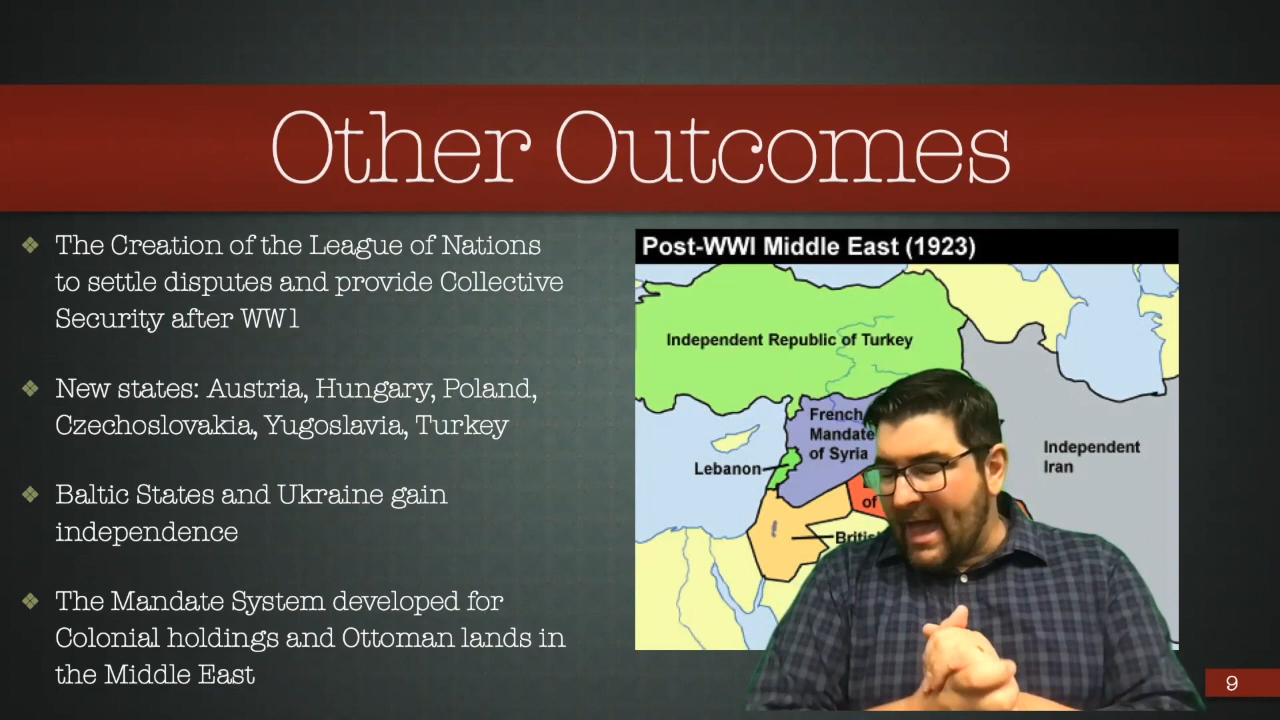 Other Outcomes
The Creation of the League of Nations
to settle disputes and provide Collective
Security after WW1
New states: Austria, Hungary, Poland,
Czechoslovakia, Yugoslavia, Turkey
Baltic States and Ukraine gain
independence
The Mandate System developed for
Colonial holdings and Ottoman lands in
the Middle East
Post-WWI Middle East (1923)
Independent Republic of Turkey
French
Mandate
of Syria
Lebanon
of
Independent
Iran
9